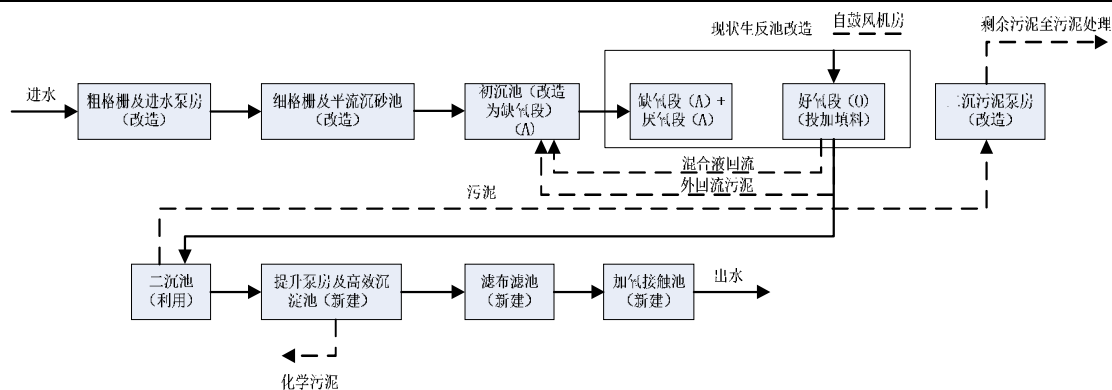 现状生反池改造
自鼓风机房
剩余污泥至污泥处理
进水
粗格栅及进水泵房
（改造）
细格栅及平流沉砂池
（改造）
初沉池（改造
为缺氧段）
(A)
缺氧段（A）+
厌氧段（A）
好氧段（O）
（投加填料）
二沉污泥泵房
（改造）
混合液回流
外回流污泥
污泥
二沉池
（利用）
提升泵房及高效沉
淀池（新建）
滤布滤池
（新建）
加氧接触池
（新建）
出水
化学污泥